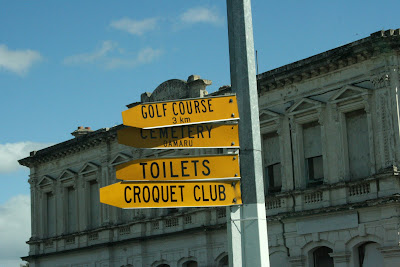 GOLF COURSE
3 km
CEMETERY
OAMARU
TOILETS
CROQUET CLUB